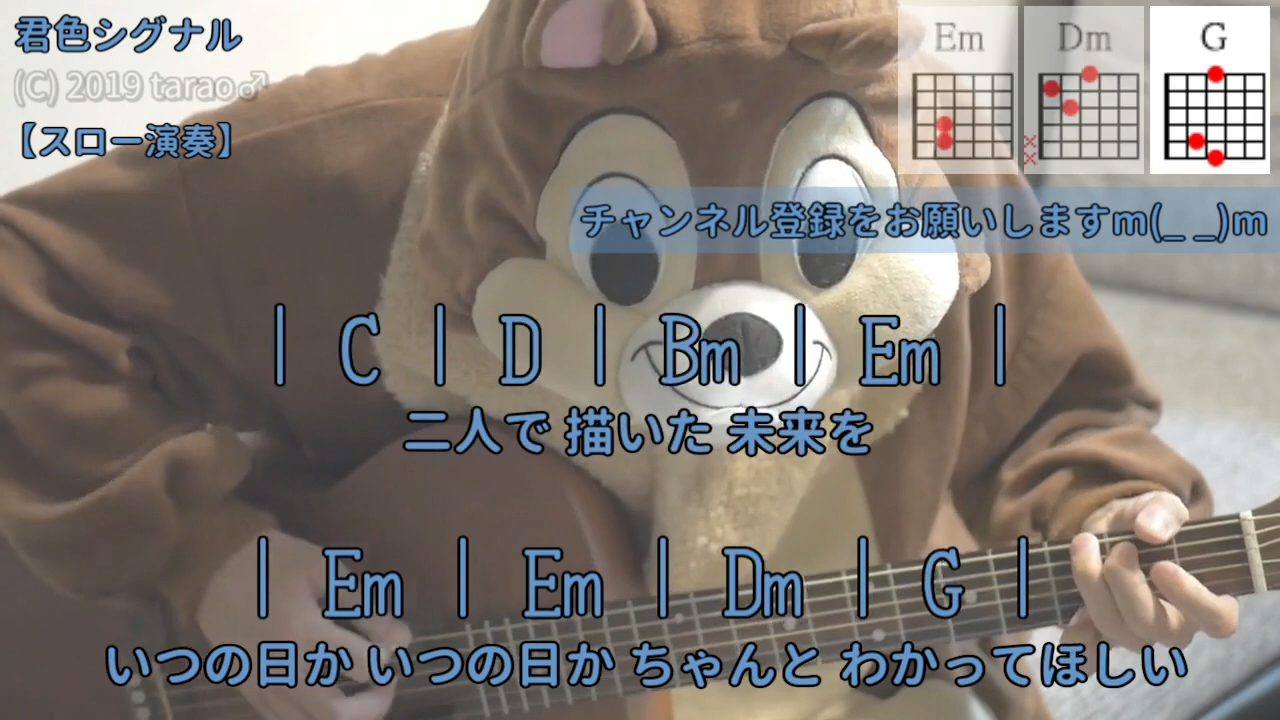 君色シグナル
(C) 2019 tarao♂
【スロー演奏】
Em Dm G
× ×
チャンネル登録をお願いしますm(_ _)m
| C | D | Bm | Em |
二人で 描いた 未来を
| Em | Em | Dm | G |
いつの日か いつの日か ちゃんと わかってほしい